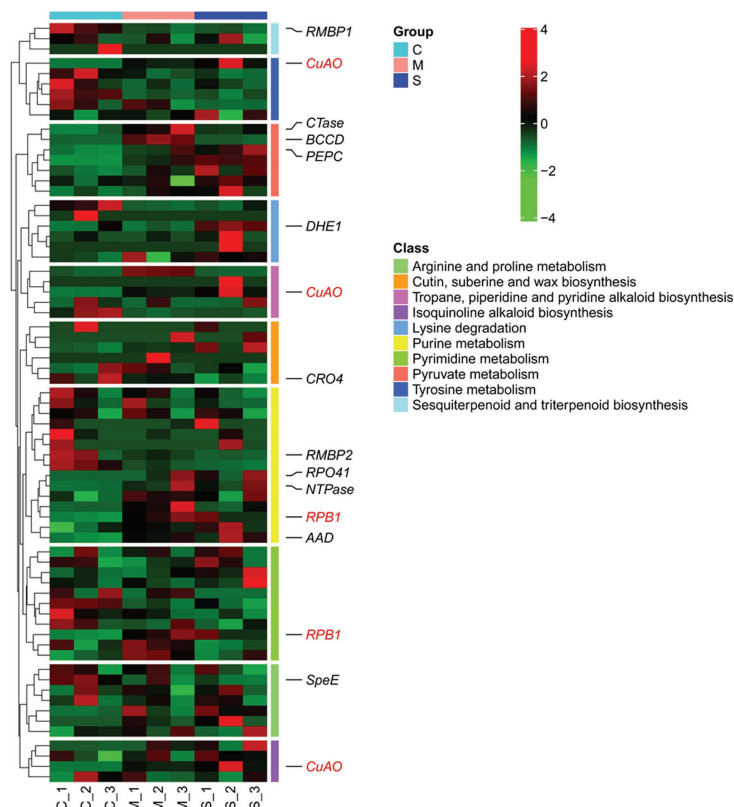 RMBP1
CuAO
CTase
BCCD
PEPC
DHE1
CuAO
CRO4
RMBP2
RPO41
NTPase
RPB1
AAD
RPB1
SpeE
CuAO
C_1
C_2
C_3
M_1
M_2
M_3
S_1
S_2
S_3
Group
C
M
S
4
2
0
−2
−4
Class
Arginine and proline metabolism
Cutin, suberine and wax biosynthesis
Tropane, piperidine and pyridine alkaloid biosynthesis
Isoquinoline alkaloid biosynthesis
Lysine degradation
Purine metabolism
Pyrimidine metabolism
Pyruvate metabolism
Tyrosine metabolism
Sesquiterpenoid and triterpenoid biosynthesis